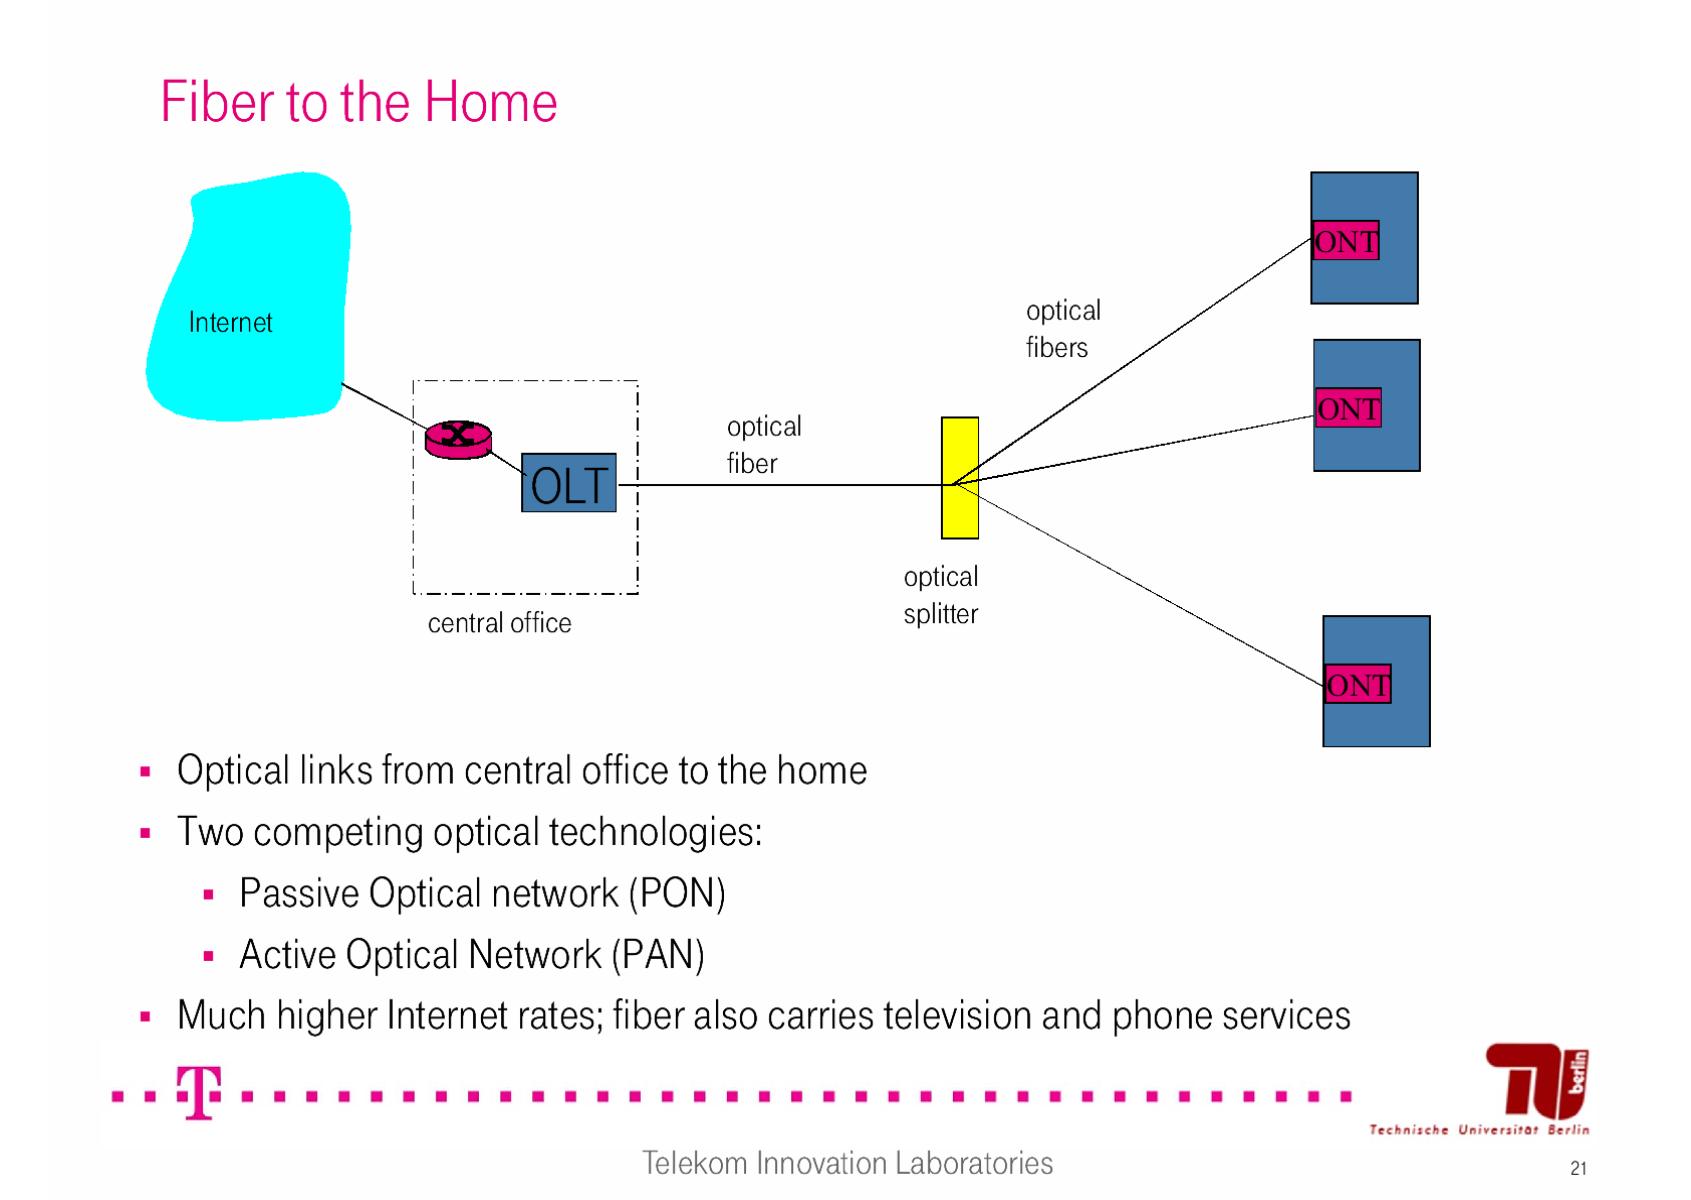 Fiber to the Home
Internet
central office
OLT
optical
fiber
optical
splitter
optical
fibers
ONT
ONT
ONT
▪ Optical links from central office to the home
▪ Two competing optical technologies:
▪ Passive Optical network (PON)
▪ Active Optical Network (PAN)
▪ Much higher Internet rates; fiber also carries television and phone services
T
berlin
Technische Universität Berlin
Telekom Innovation Laboratories
21